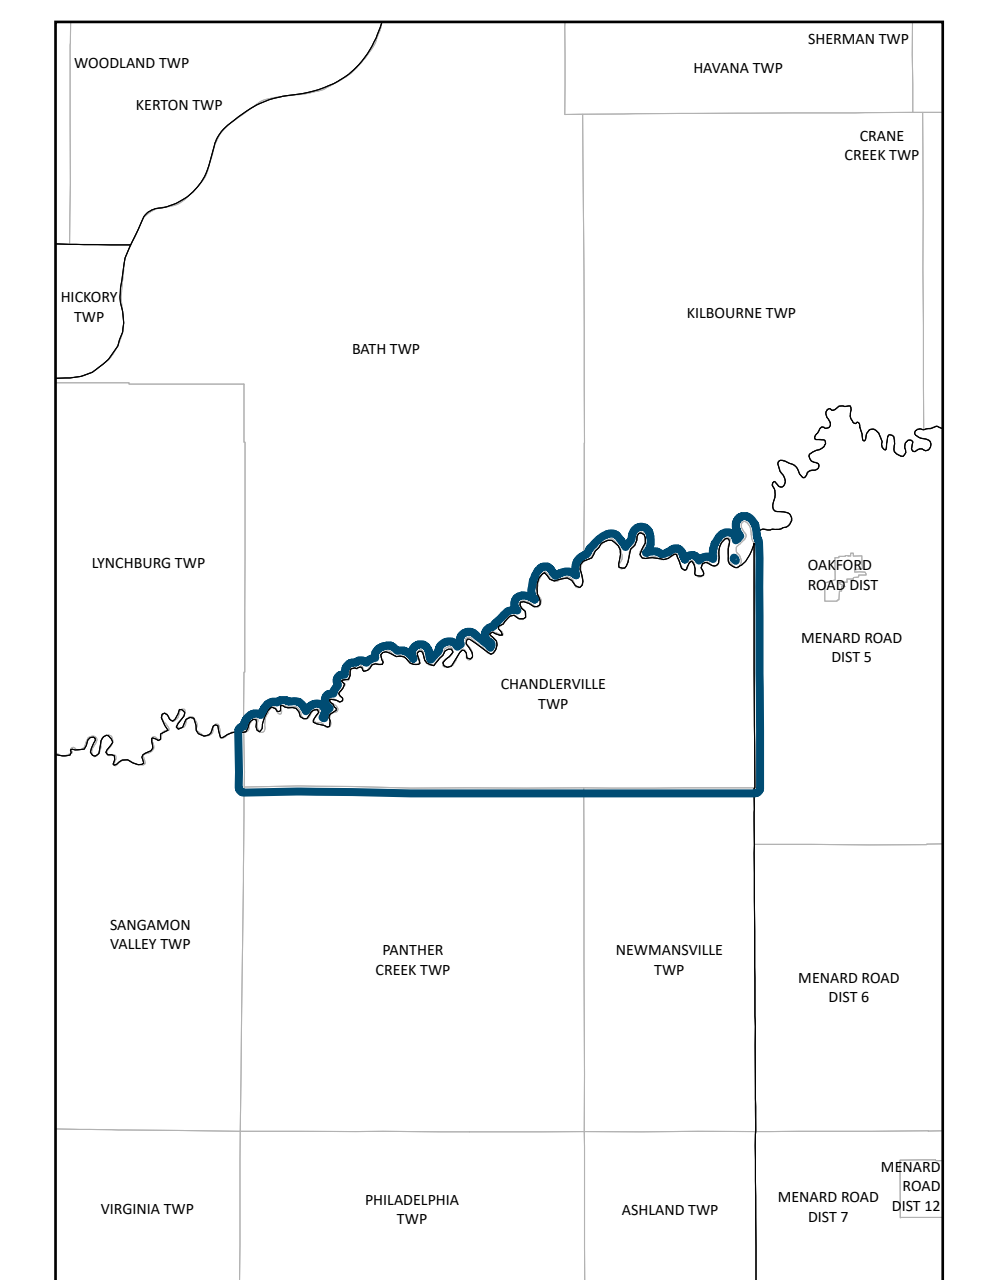 SHERMAN TWP
WOODLAND TWP
HAVANA TWP
KERTON TWP
CRANE
CREEK TWP
HICKORY
TWP
KILBOURNE TWP
BATH TWP
LYNCHBURG TWP
OAKFORD
ROAD DIST
MENARD ROAD
DIST 5
CHANDLERVILLE
TWP
SANGAMON
VALLEY TWP
PANTHER
CREEK TWP
NEWMANSVILLE
TWP
MENARD ROAD
DIST 6
MENARD
ROAD
DIST 12
VIRGINIA TWP
PHILADELPHIA
TWP
ASHLAND TWP
MENARD ROAD
DIST 7